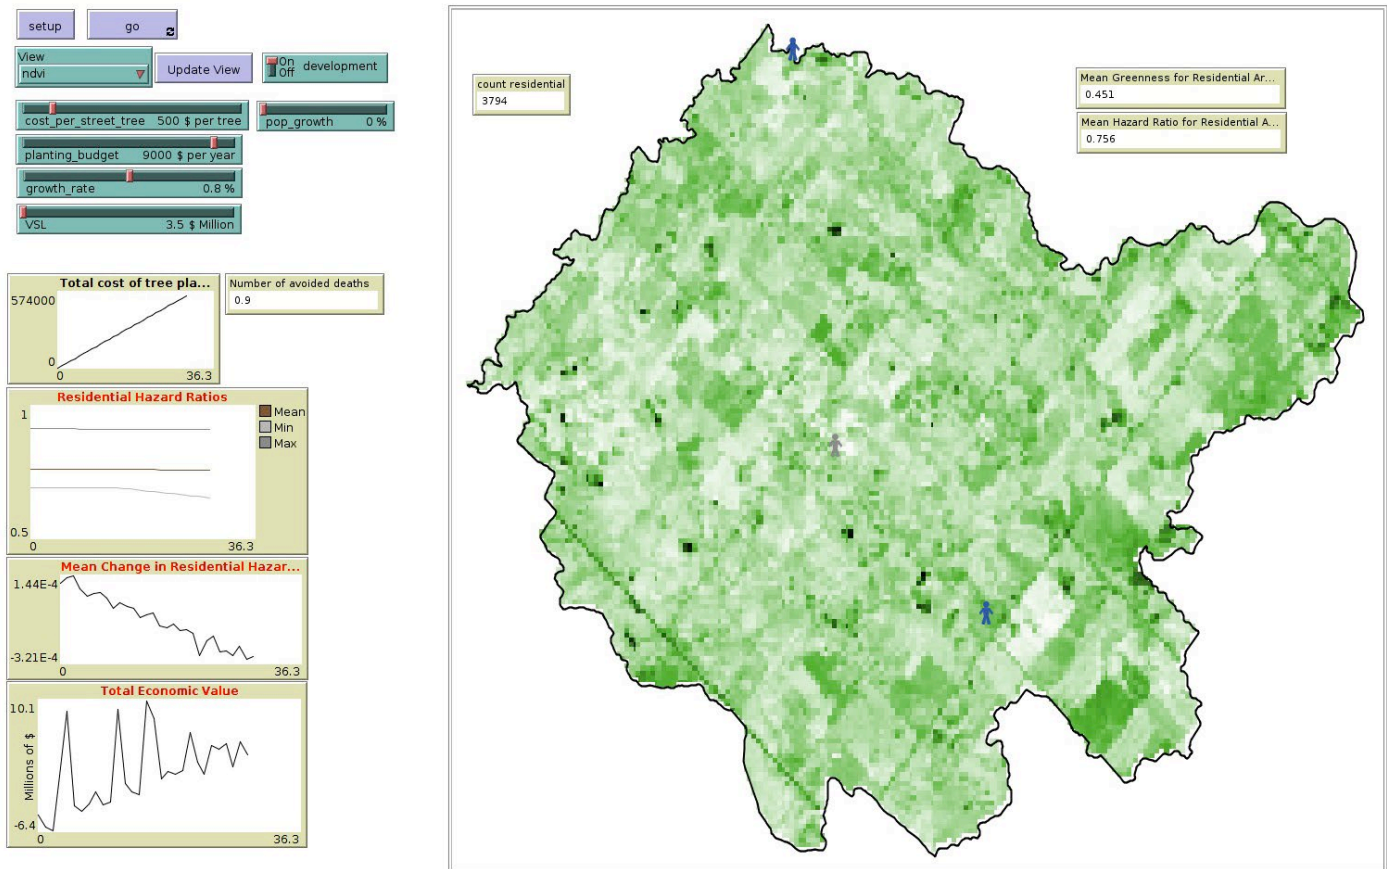 setup
go
View
ndvi
Update View
On
Off
development
cost_per_street_tree 500 $ per tree
pop_growth 0 %
planting_budget 9000 $ per year
growth_rate 0.8 %
VSL 3.5 $ Million
Total cost of tree pla...
574000
0
0
36.3
Number of avoided deaths
0.9
Residential Hazard Ratios
1
0.5
0
36.3
Mean
Min
Max
Mean Change in Residential Hazar...
1.44E-4
-3.21E-4
0
36.3
Total Economic Value
10.1
Millions of $
-6.4
0
36.3
count residential
3794
Mean Greenness for Residential Ar...
0.451
Mean Hazard Ratio for Residential A...
0.756